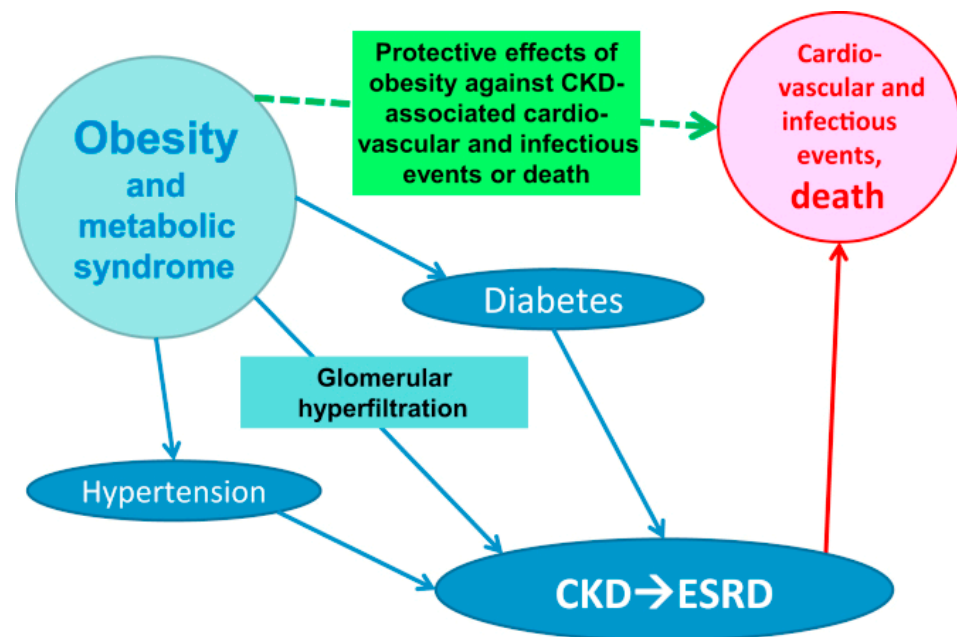 Obesity
and
metabolic
syndrome
Protective effects of
obesity against CKD-
associated cardio-
vascular and infectious
events or death
Cardio-
vascular and
infectious
events,
death
Diabetes
Glomerular
hyperfiltration
Hypertension
CKD→ESRD